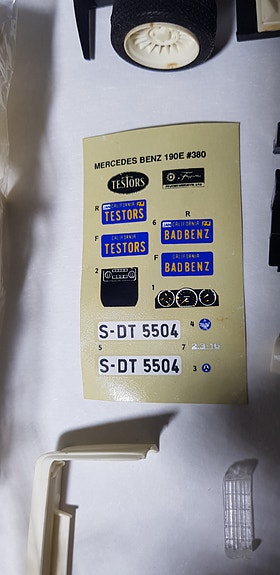 MERCEDES BENZ 190E #380
TESTORS
R
CALIFORNIA
TESTORS
6
R
CALIFORNIA
BADBENZ
F
CALIFORNIA
TESTORS
F
CALIFORNIA
BADBENZ
2
1
S-DT 5504
4
5
7
S-DT 5504
3